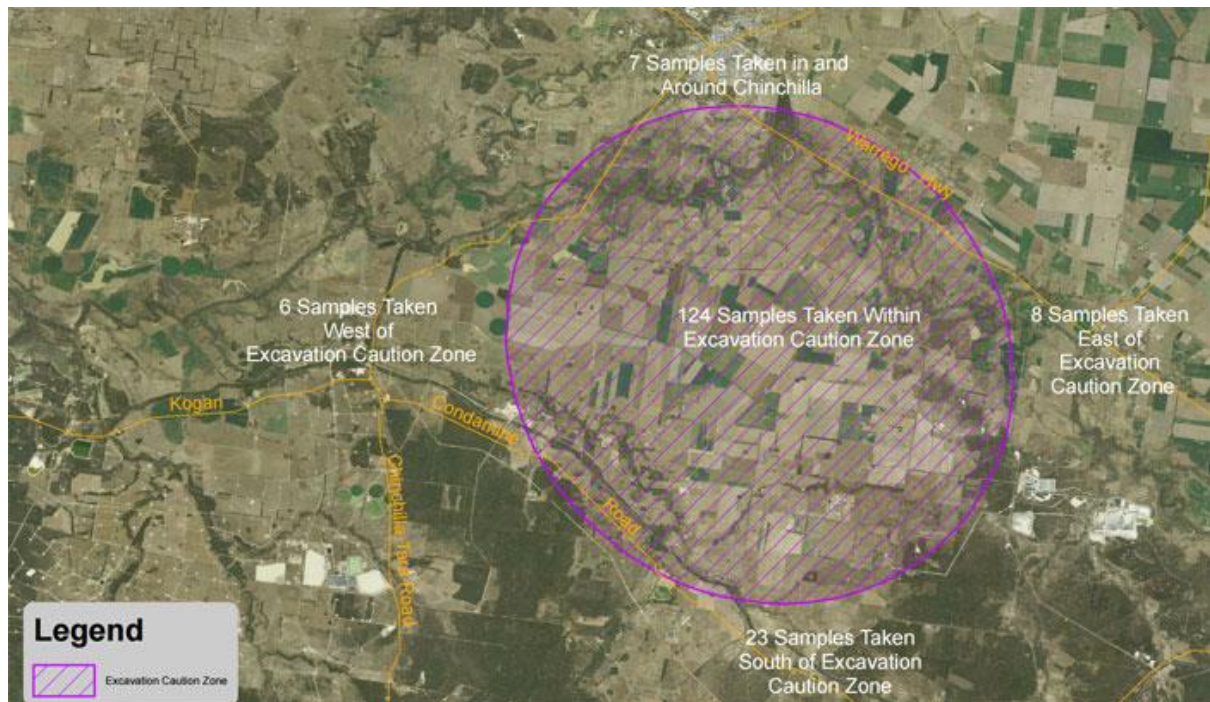 7 Samples Taken in and
Around Chinchilla
Warrego Hwy
6 Samples Taken
West of
Excavation Caution Zone
124 Samples Taken Within
Excavation Caution Zone
8 Samples Taken
East of
Excavation
Caution Zone
Kogan
Condamine
Road
Chinchilla Tara Road
23 Samples Taken
South of Excavation
Caution Zone
Legend
Excavation Caution Zone